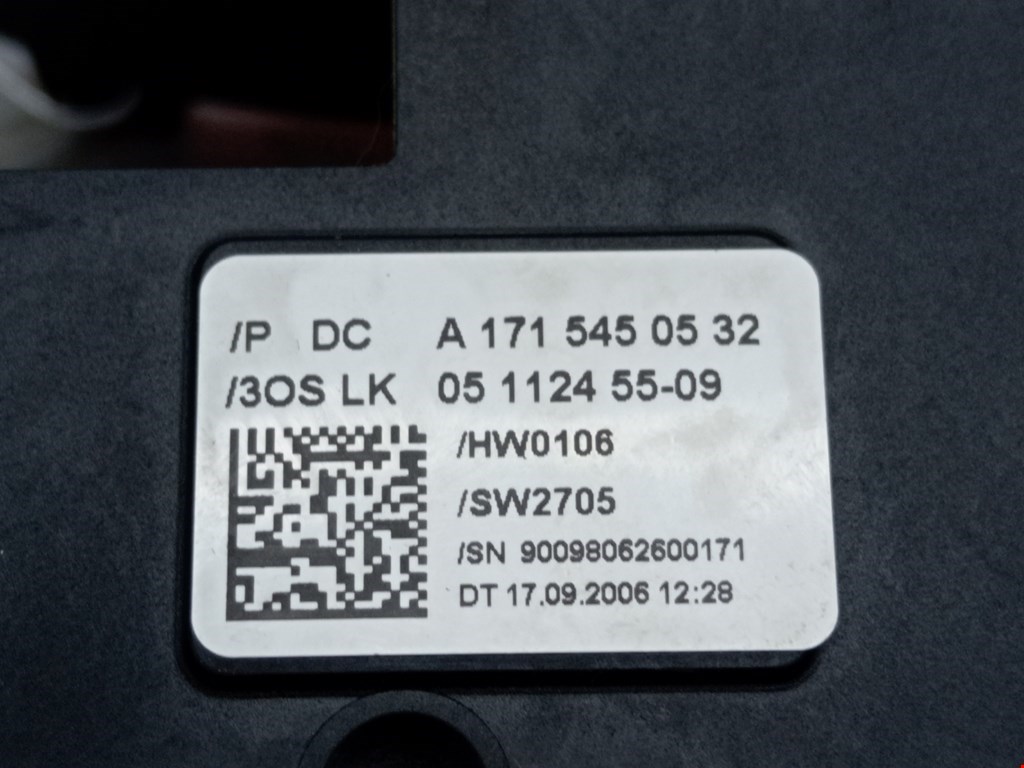 /P DC A 171 545 05 32
/3OS LK 05 1124 55-09
/HW0106
/SW2705
/SN 90098062600171
DT 17.09.2006 12:28